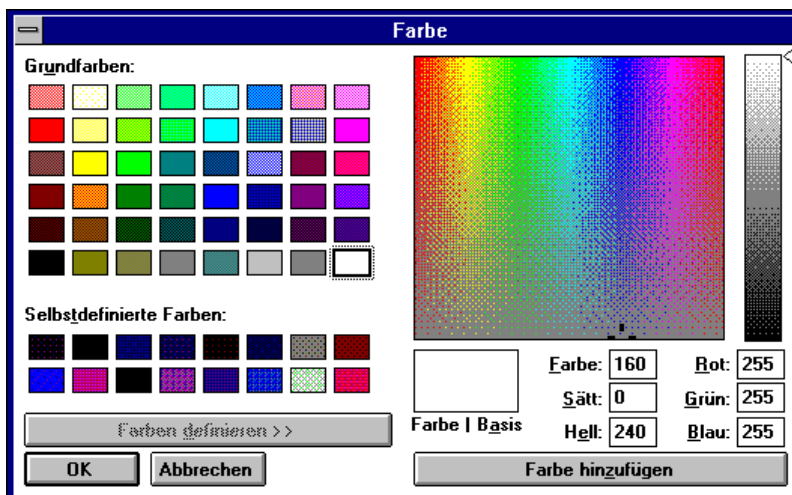 Farbe
Grundfarben:
Selbstdefinierte Farben:
Farben definieren >>
OK
Abbrechen
Farbe | Basis
Farbe: 160
Sätt: 0
Hell: 240
Rot: 255
Grün: 255
Blau: 255
Farbe hinzufügen